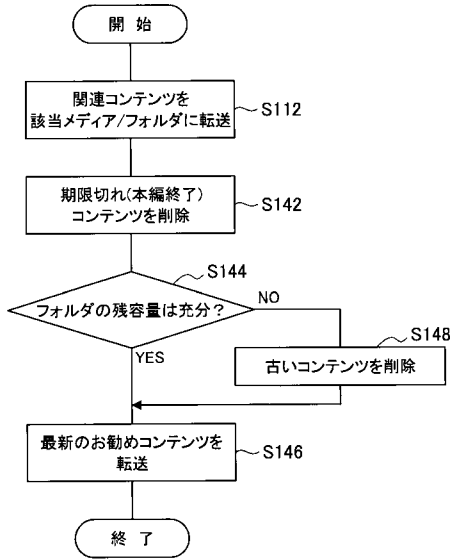 開 始
関連コンテンツを
該当メディア/フォルダに転送
S112
期限切れ(本編終了)
コンテンツを削除
S142
S144
フォルダの残容量は充分？
NO
YES
S148
古いコンテンツを削除
最新のお勧めコンテンツを
転送
S146
終 了